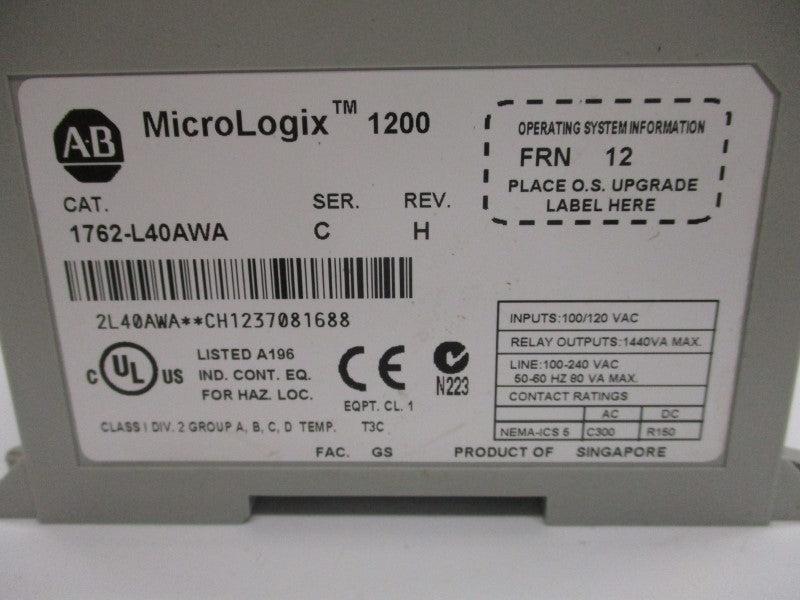 AB
MicroLogix™ 1200
OPERATING SYSTEM INFORMATION
FRN 12
PLACE O.S. UPGRADE
LABEL HERE
CAT. SER. REV.
1762-L40AWA C H
2L40AWA**CH1237081688
C UL US
LISTED A196
IND. CONT. EQ.
FOR HAZ. LOC.
CE
EQPT. CL. 1
N223
CLASS I DIV. 2 GROUP A, B, C, D TEMP. T3C
INPUTS:100/120 VAC
RELAY OUTPUTS:1440VA MAX.
LINE:100-240 VAC
50-60 HZ 80 VA MAX.
CONTACT RATINGS
AC DC
NEMA-ICS 5 C300 R150
FAC. GS PRODUCT OF SINGAPORE